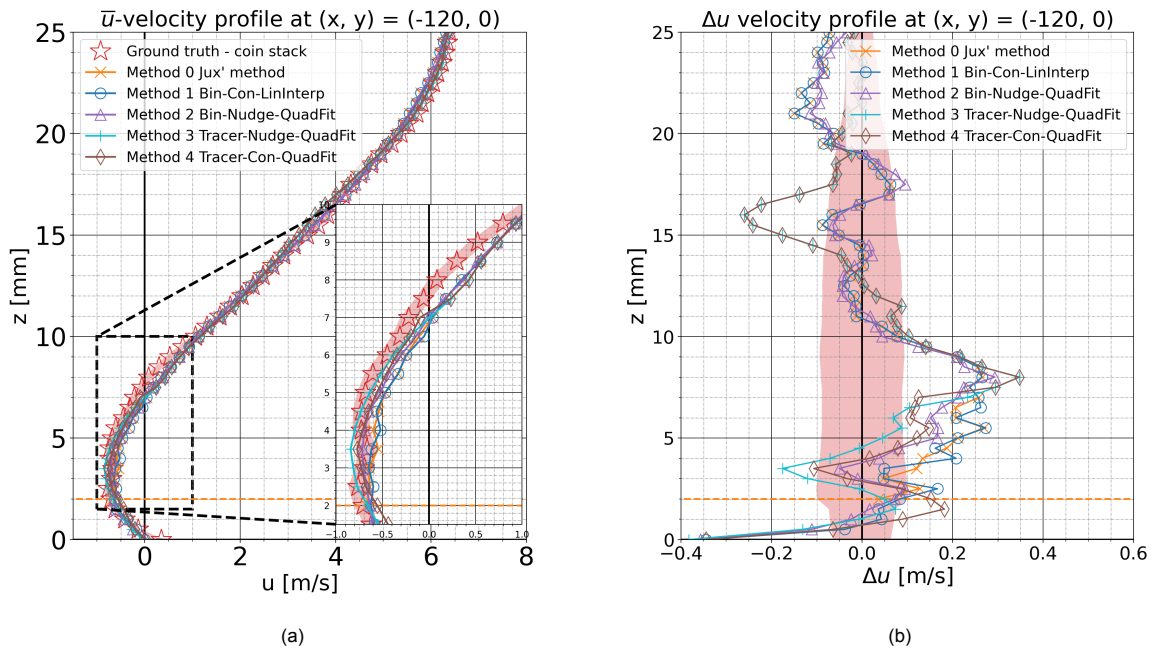 u̅-velocity profile at (x, y) = (-120, 0)
Ground truth - coin stack
Method 0 Jux' method
Method 1 Bin-Con-LinInterp
Method 2 Bin-Nudge-QuadFit
Method 3 Tracer-Nudge-QuadFit
Method 4 Tracer-Con-QuadFit
25
20
15
10
5
0
z [mm]
0
2
4
6
8
u [m/s]
10
9
8
7
6
5
4
3
2
-1.0
-0.5
0.0
0.5
1.0
(a)
Δu velocity profile at (x, y) = (-120, 0)
Method 0 Jux' method
Method 1 Bin-Con-LinInterp
Method 2 Bin-Nudge-QuadFit
Method 3 Tracer-Nudge-QuadFit
Method 4 Tracer-Con-QuadFit
25
20
15
10
5
0
z [mm]
−0.4
−0.2
0.0
0.2
0.4
0.6
Δu [m/s]
(b)